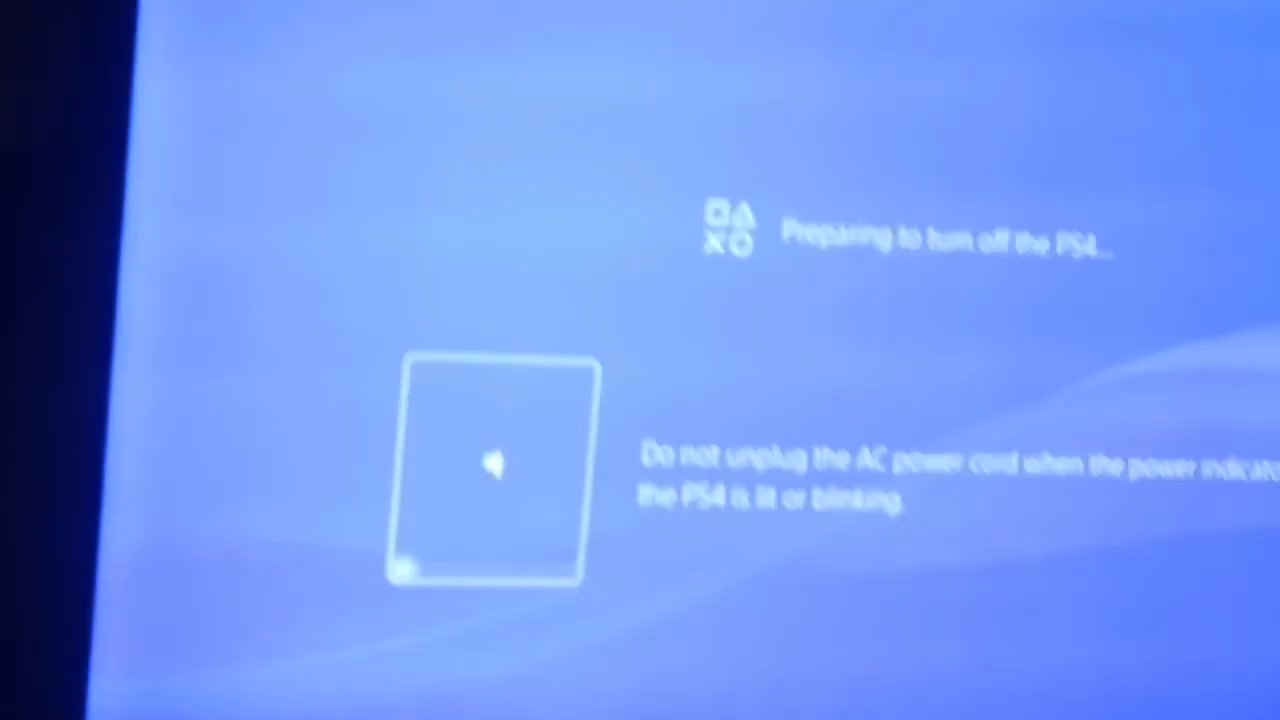 Preparing to turn off the PS4...
Do not unplug the AC power cord when the power indicato
the PS4 is lit or blinking.